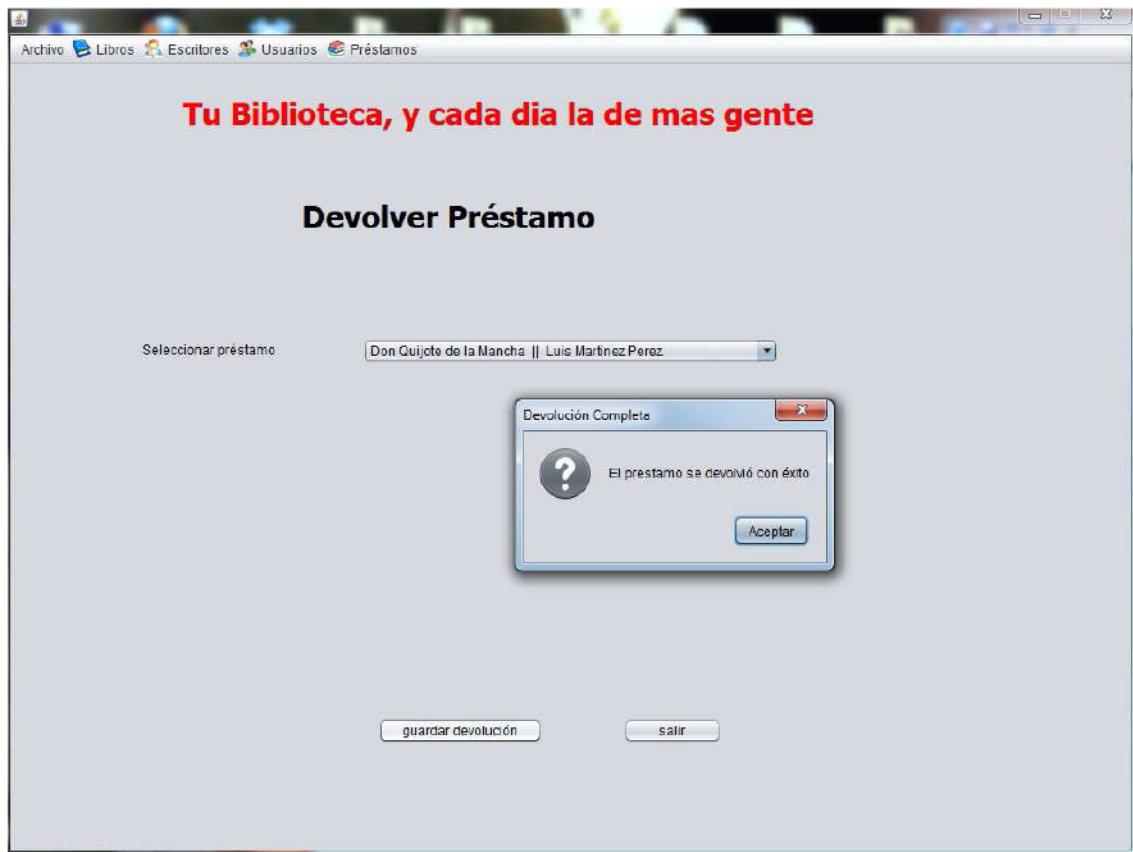 Archivo Libros Escritores Usuarios Préstamos
Tu Biblioteca, y cada dia la de mas gente
Devolver Préstamo
Seleccionar préstamo Don Quijote de la Mancha || Luis Martinez Perez
Devolución Completa
El prestamo se devolvió con éxito
Aceptar
guardar devolución salir